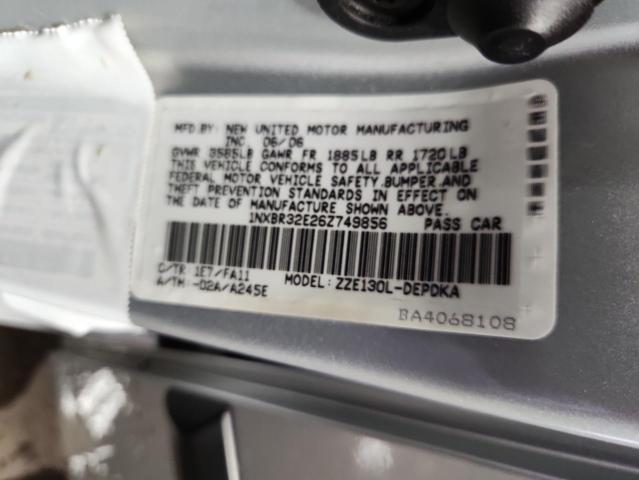 MFD.BY: NEW UNITED MOTOR MANUFACTURING
INC. 06/06
GVWR 3585LB GAWR FR 1885LB RR 1720LB
THIS VEHICLE CONFORMS TO ALL APPLICABLE
FEDERAL MOTOR VEHICLE SAFETY,BUMPER,AND
THEFT PREVENTION STANDARDS IN EFFECT ON
THE DATE OF MANUFACTURE SHOWN ABOVE.
1NXBR32E26Z749856 PASS CAR
C/TR 1E7/FA11 MODEL: ZZE130L-DEPDKA
A/TH -02A/A245E
BA4068108